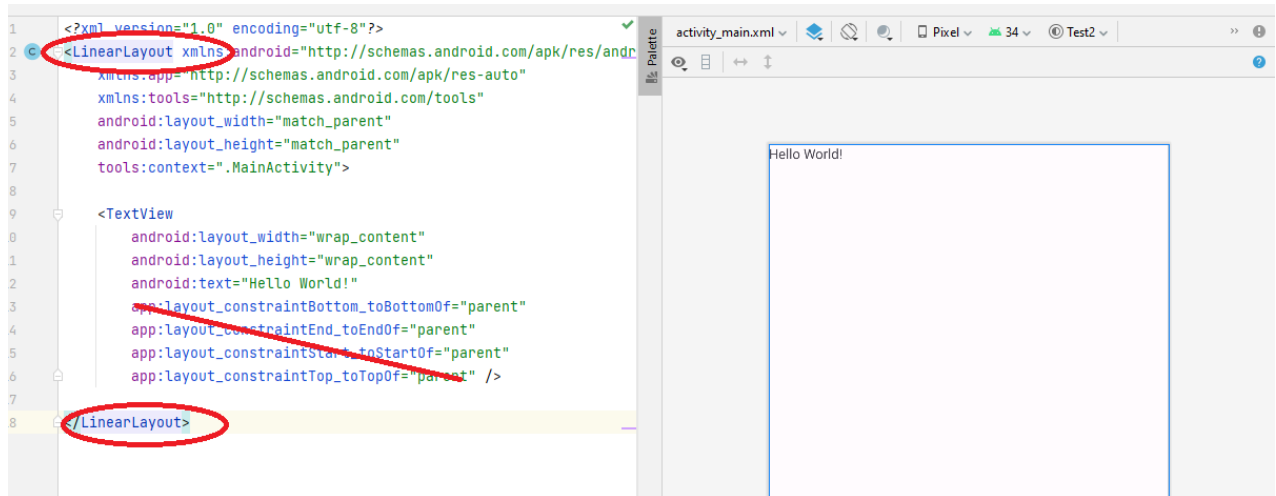 1 <?xml version="1.0" encoding="utf-8"?>
2 C <LinearLayout xmlns:android="http://schemas.android.com/apk/res/andr
3 xmlns:app="http://schemas.android.com/apk/res-auto"
4 xmlns:tools="http://schemas.android.com/tools"
5 android:layout_width="match_parent"
6 android:layout_height="match_parent"
7 tools:context=".MainActivity">
8
9 <TextView
0 android:layout_width="wrap_content"
1 android:layout_height="wrap_content"
2 android:text="Hello World!"
3 app:layout_constraintBottom_toBottomOf="parent"
4 app:layout_constraintEnd_toEndOf="parent"
5 app:layout_constraintStart_toStartOf="parent"
6 app:layout_constraintTop_toTopOf="parent" />
7
8 </LinearLayout>
Palette
activity_main.xml Pixel 34 Test2
Hello World!